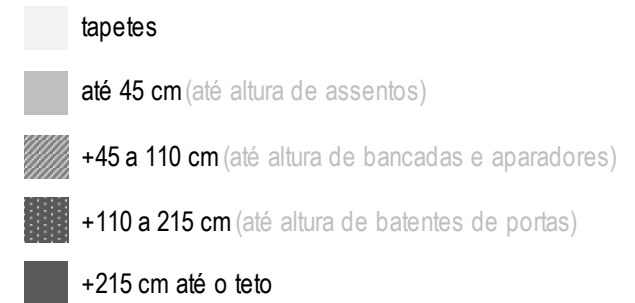 tapetes
até 45 cm (até altura de assentos)
+45 a 110 cm (até altura de bancadas e aparadores)
+110 a 215 cm (até altura de batentes de portas)
+215 cm até o teto